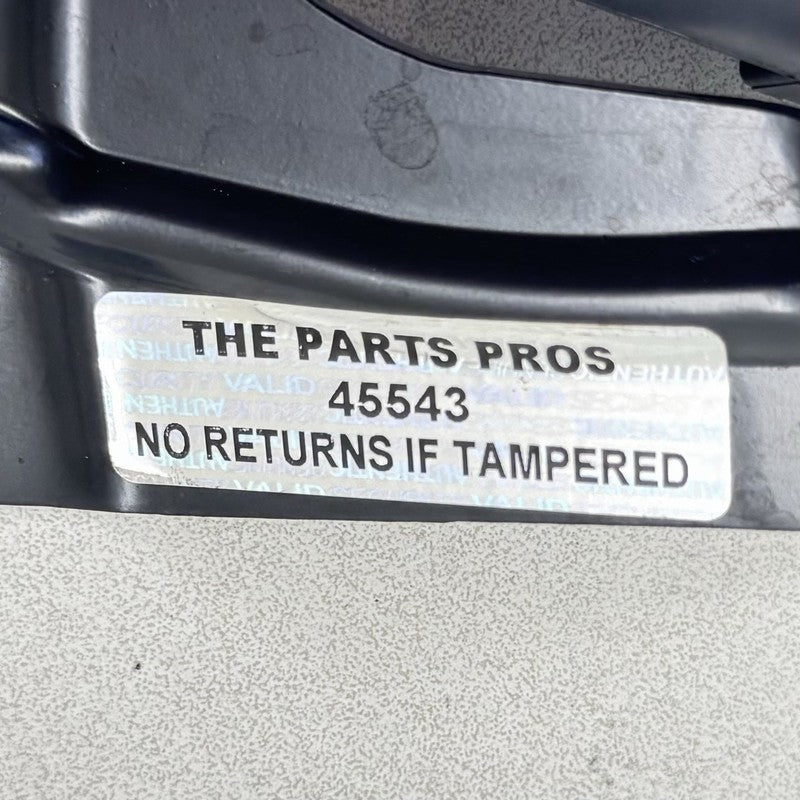 THE PARTS PROS
45543
NO RETURNS IF TAMPERED